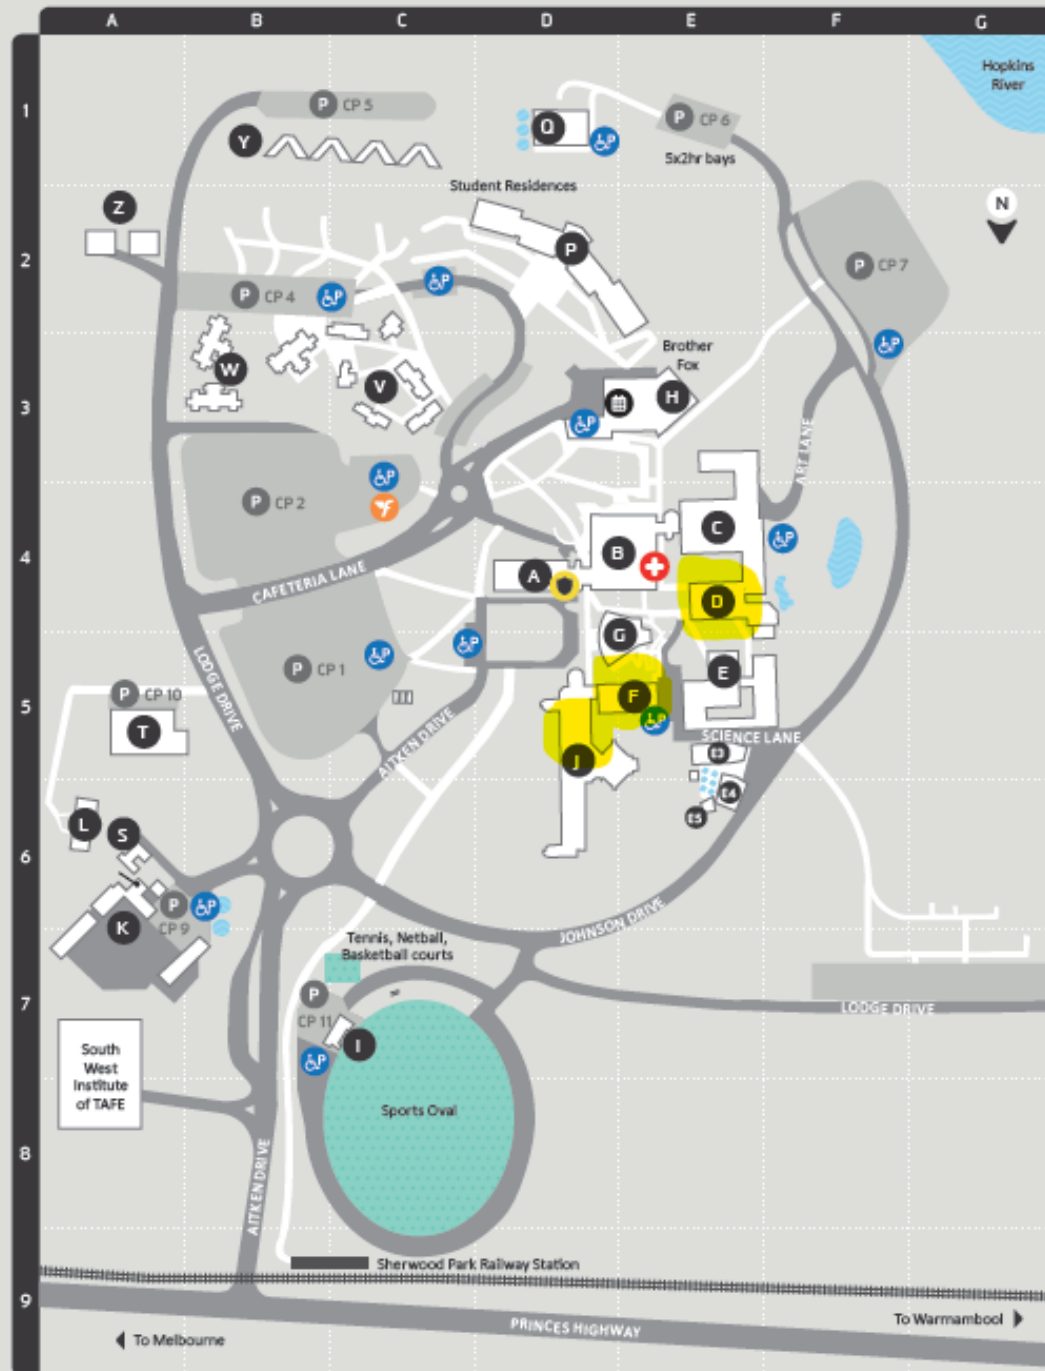 A B C D E F G
Hopkins
River
1
P CP 5
Q
P CP 6
Y
5x2hr bays
Student Residences
Z
N
P
2
P CP 7
P CP 4
Brother
Fox
W
V
H
3
ART LANE
P CP 2
C
4
B
A
CAFETERIA LANE
D
G
P CP 1
E
LODGE DRIVE
P CP 10
F
5
T
AITKEN DRIVE
SCIENCE LANE
E3
J
E4
E5
L
S
6
P
CP 9
K
JOHNSON DRIVE
Tennis, Netball,
Basketball courts
P
7
CP 11
LODGE DRIVE
I
South
West
Institute
of TAFE
Sports Oval
8
AITKEN DRIVE
Sherwood Park Railway Station
9
PRINCES HIGHWAY
To Warrnambool
To Melbourne